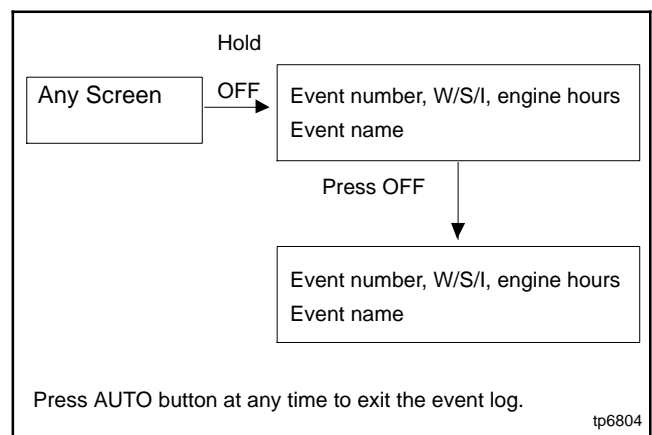 Hold
Any Screen
OFF
Event number, W/S/I, engine hours
Event name
Press OFF
Event number, W/S/I, engine hours
Event name
Press AUTO button at any time to exit the event log.
tp6804